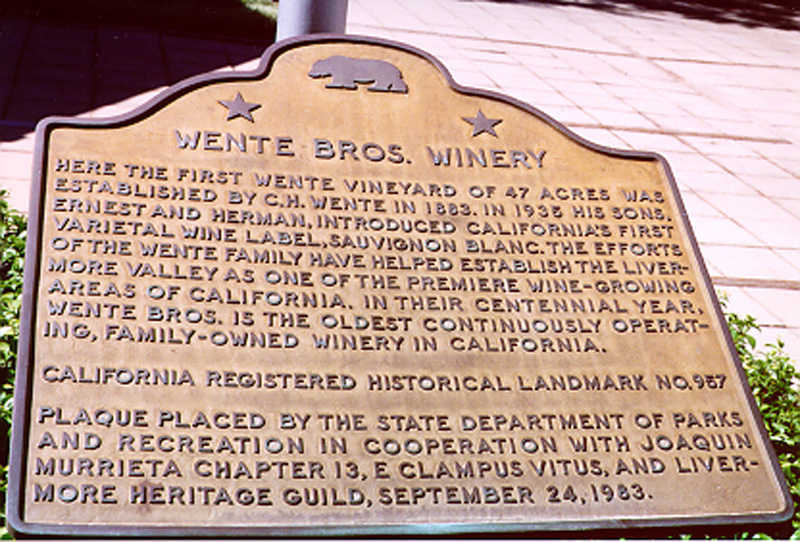 WENTE BROS. WINERY
HERE THE FIRST WENTE VINEYARD OF 47 ACRES WAS
ESTABLISHED BY C.H. WENTE IN 1883. IN 1935 HIS SONS,
ERNEST AND HERMAN, INTRODUCED CALIFORNIA'S FIRST
VARIETAL WINE LABEL, SAUVIGNON BLANC. THE EFFORTS
OF THE WENTE FAMILY HAVE HELPED ESTABLISH THE LIVER-
MORE VALLEY AS ONE OF THE PREMIERE WINE-GROWING
AREAS OF CALIFORNIA. IN THEIR CENTENNIAL YEAR,
WENTE BROS. IS THE OLDEST CONTINUOUSLY OPERAT-
ING, FAMILY-OWNED WINERY IN CALIFORNIA.
CALIFORNIA REGISTERED HISTORICAL LANDMARK NO. 957
PLAQUE PLACED BY THE STATE DEPARTMENT OF PARKS
AND RECREATION IN COOPERATION WITH JOAQUIN
MURRIETA CHAPTER 13, E CLAMPUS VITUS, AND LIVER-
MORE HERITAGE GUILD, SEPTEMBER 24, 1983.